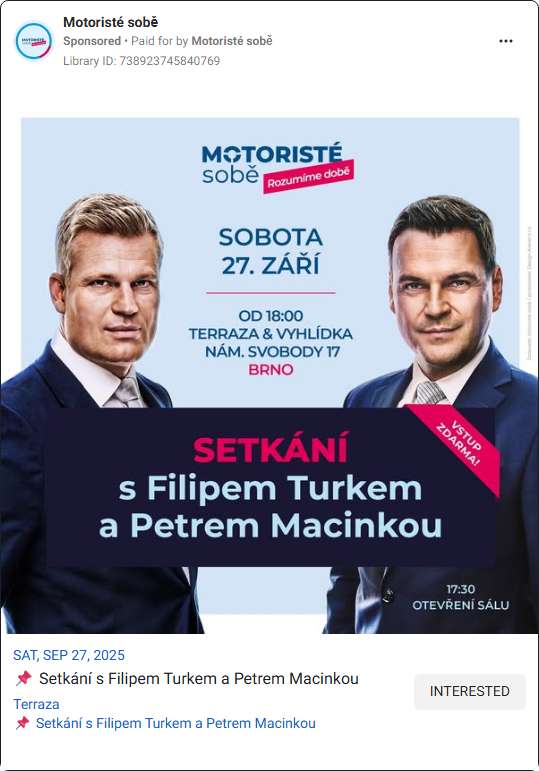 Motoristé sobě
Sponsored • Paid for by Motoristé sobě
Library ID: 738923745840769
MOTORISTÉ
sobě
Rozumíme době
SOBOTA
27. ZÁŘÍ
OD 18:00
TERRAZA & VYHLÍDKA
NÁM. SVOBODY 17
BRNO
VSTUP
ZDARMA!
SETKÁNÍ
s Filipem Turkem
a Petrem Macinkou
17:30
OTEVŘENÍ SÁLU
SAT, SEP 27, 2025
📌 Setkání s Filipem Turkem a Petrem Macinkou
INTERESTED
Terraza
📌 Setkání s Filipem Turkem a Petrem Macinkou